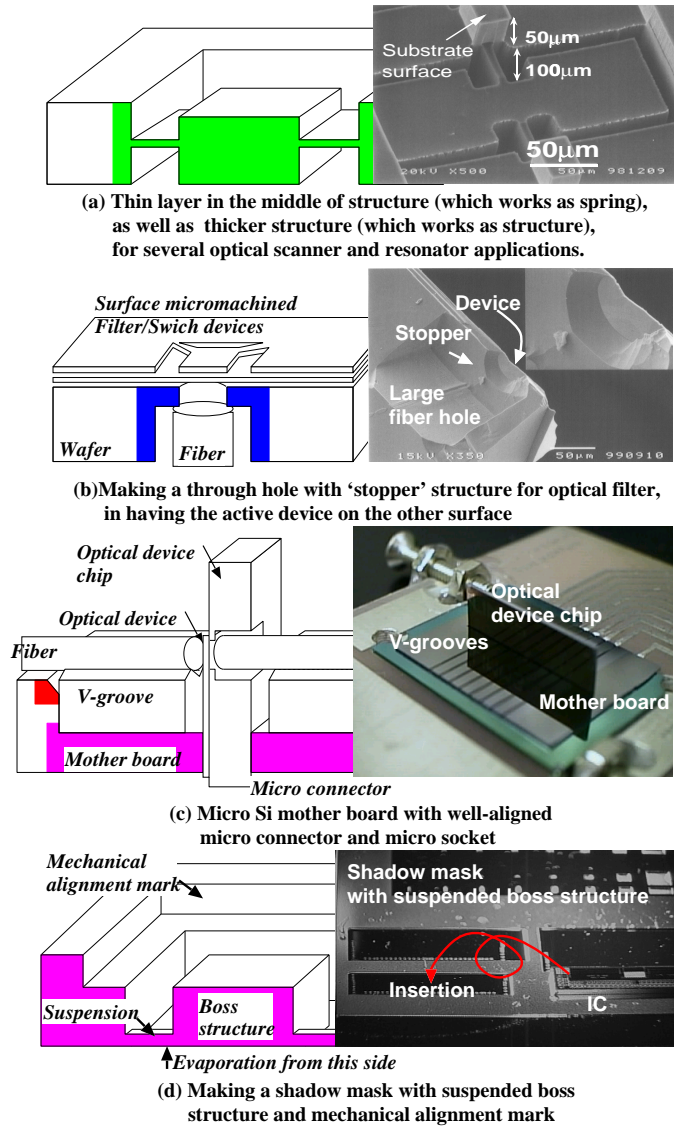 Substrate
surface
50μm
100μm
50μm
20kV X500 50μm 981209
(a) Thin layer in the middle of structure (which works as spring),
as well as thicker structure (which works as structure),
for several optical scanner and resonator applications.
Surface micromachined
Filter/Swich devices
Wafer
Fiber
Device
Stopper
Large
fiber hole
15kV X350 50μm 990910
(b)Making a through hole with ‘stopper’ structure for optical filter,
in having the active device on the other surface
Optical device
chip
Optical device
Fiber
V-groove
Mother board
Micro connector
Optical
device chip
V-grooves
Mother board
(c) Micro Si mother board with well-aligned
micro connector and micro socket
Mechanical
alignment mark
Suspension
Boss
structure
Evaporation from this side
Shadow mask
with suspended boss structure
Insertion
IC
(d) Making a shadow mask with suspended boss
structure and mechanical alignment mark